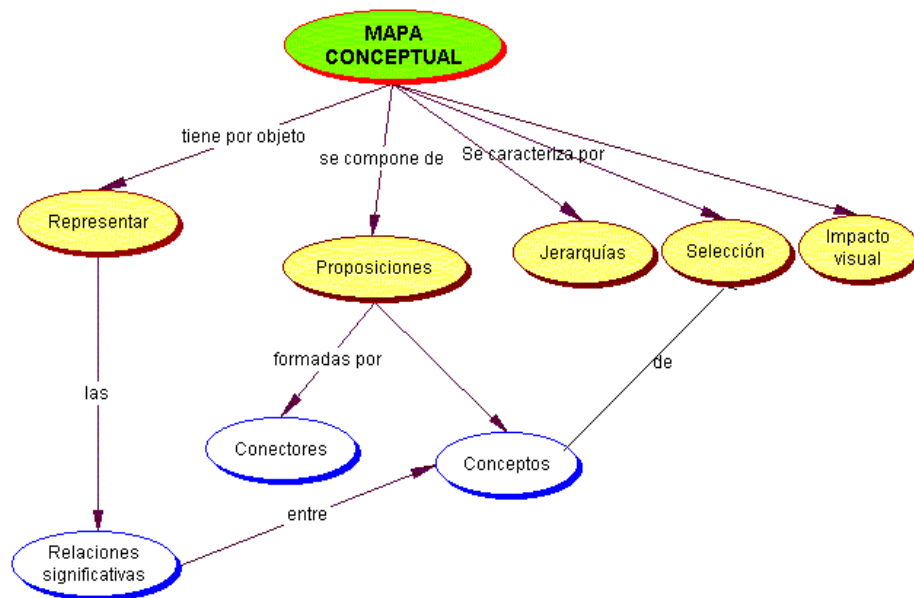 MAPA
CONCEPTUAL
tiene por objeto
se compone de
Se caracteriza por
Representar
Proposiciones
Jerarquías
Selección
Impacto
visual
formadas por
de
las
Conectores
Conceptos
entre
Relaciones
significativas